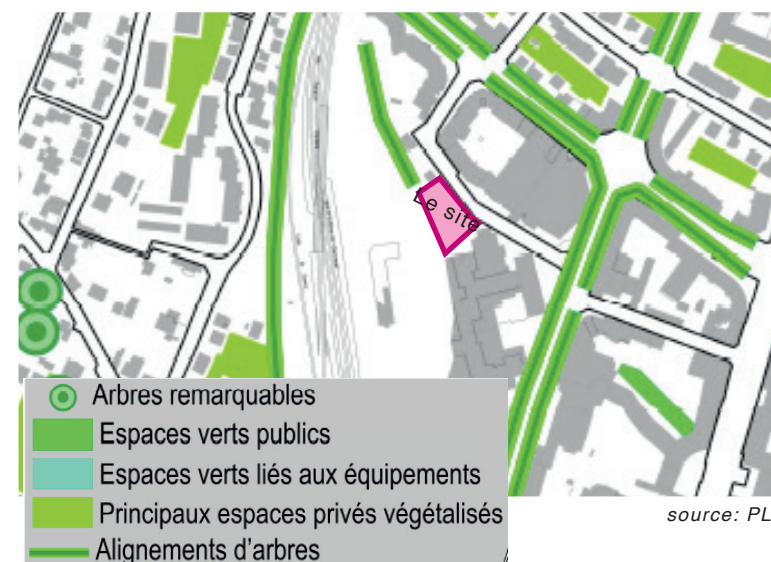 Le site
Arbres remarquables
Espaces verts publics
Espaces verts liés aux équipements
Principaux espaces privés végétalisés
Alignements d'arbres
source: PL